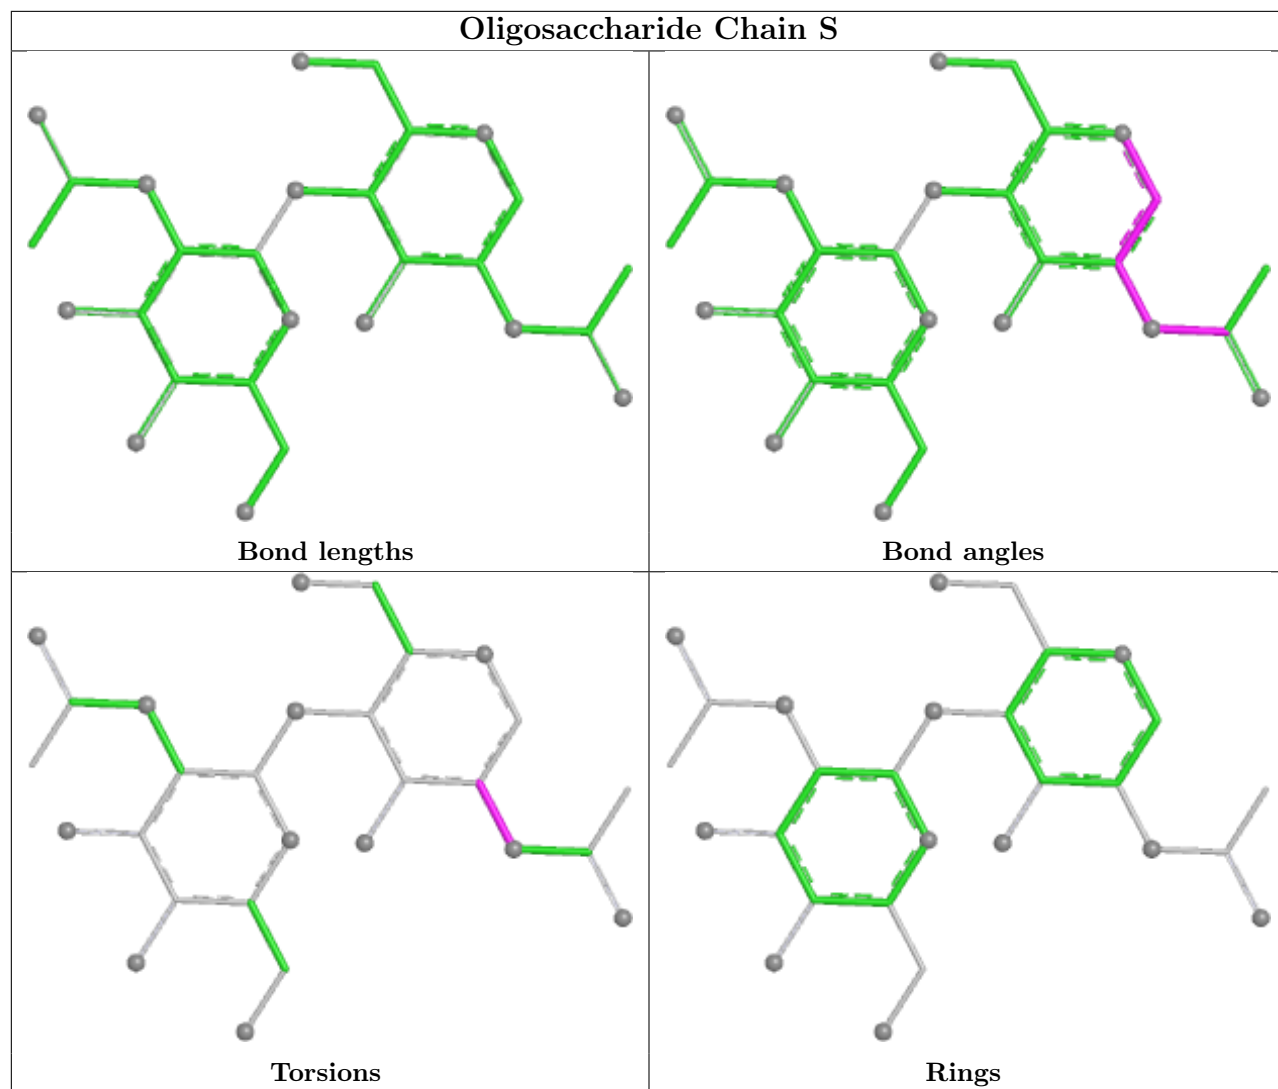 Oligosaccharide Chain S
Bond lengths
Bond angles
Torsions
Rings